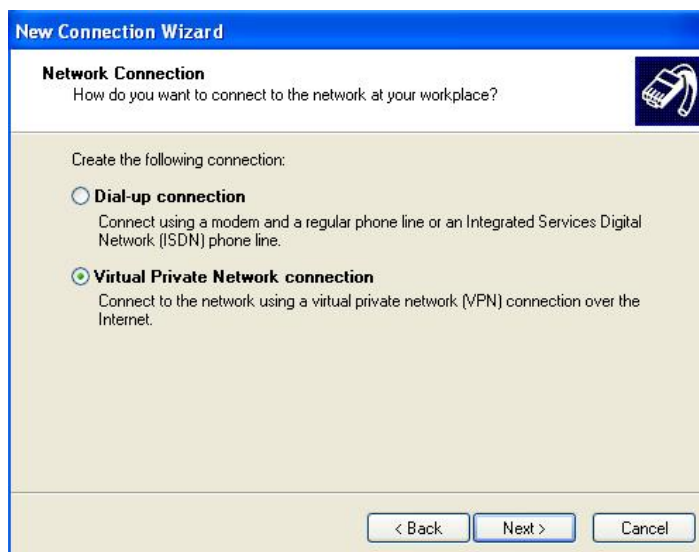 New Connection Wizard
Network Connection
How do you want to connect to the network at your workplace?
Create the following connection:
Dial-up connection
Connect using a modem and a regular phone line or an Integrated Services Digital
Network (ISDN) phone line.
Virtual Private Network connection
Connect to the network using a virtual private network (VPN) connection over the
Internet.
< Back Next > Cancel